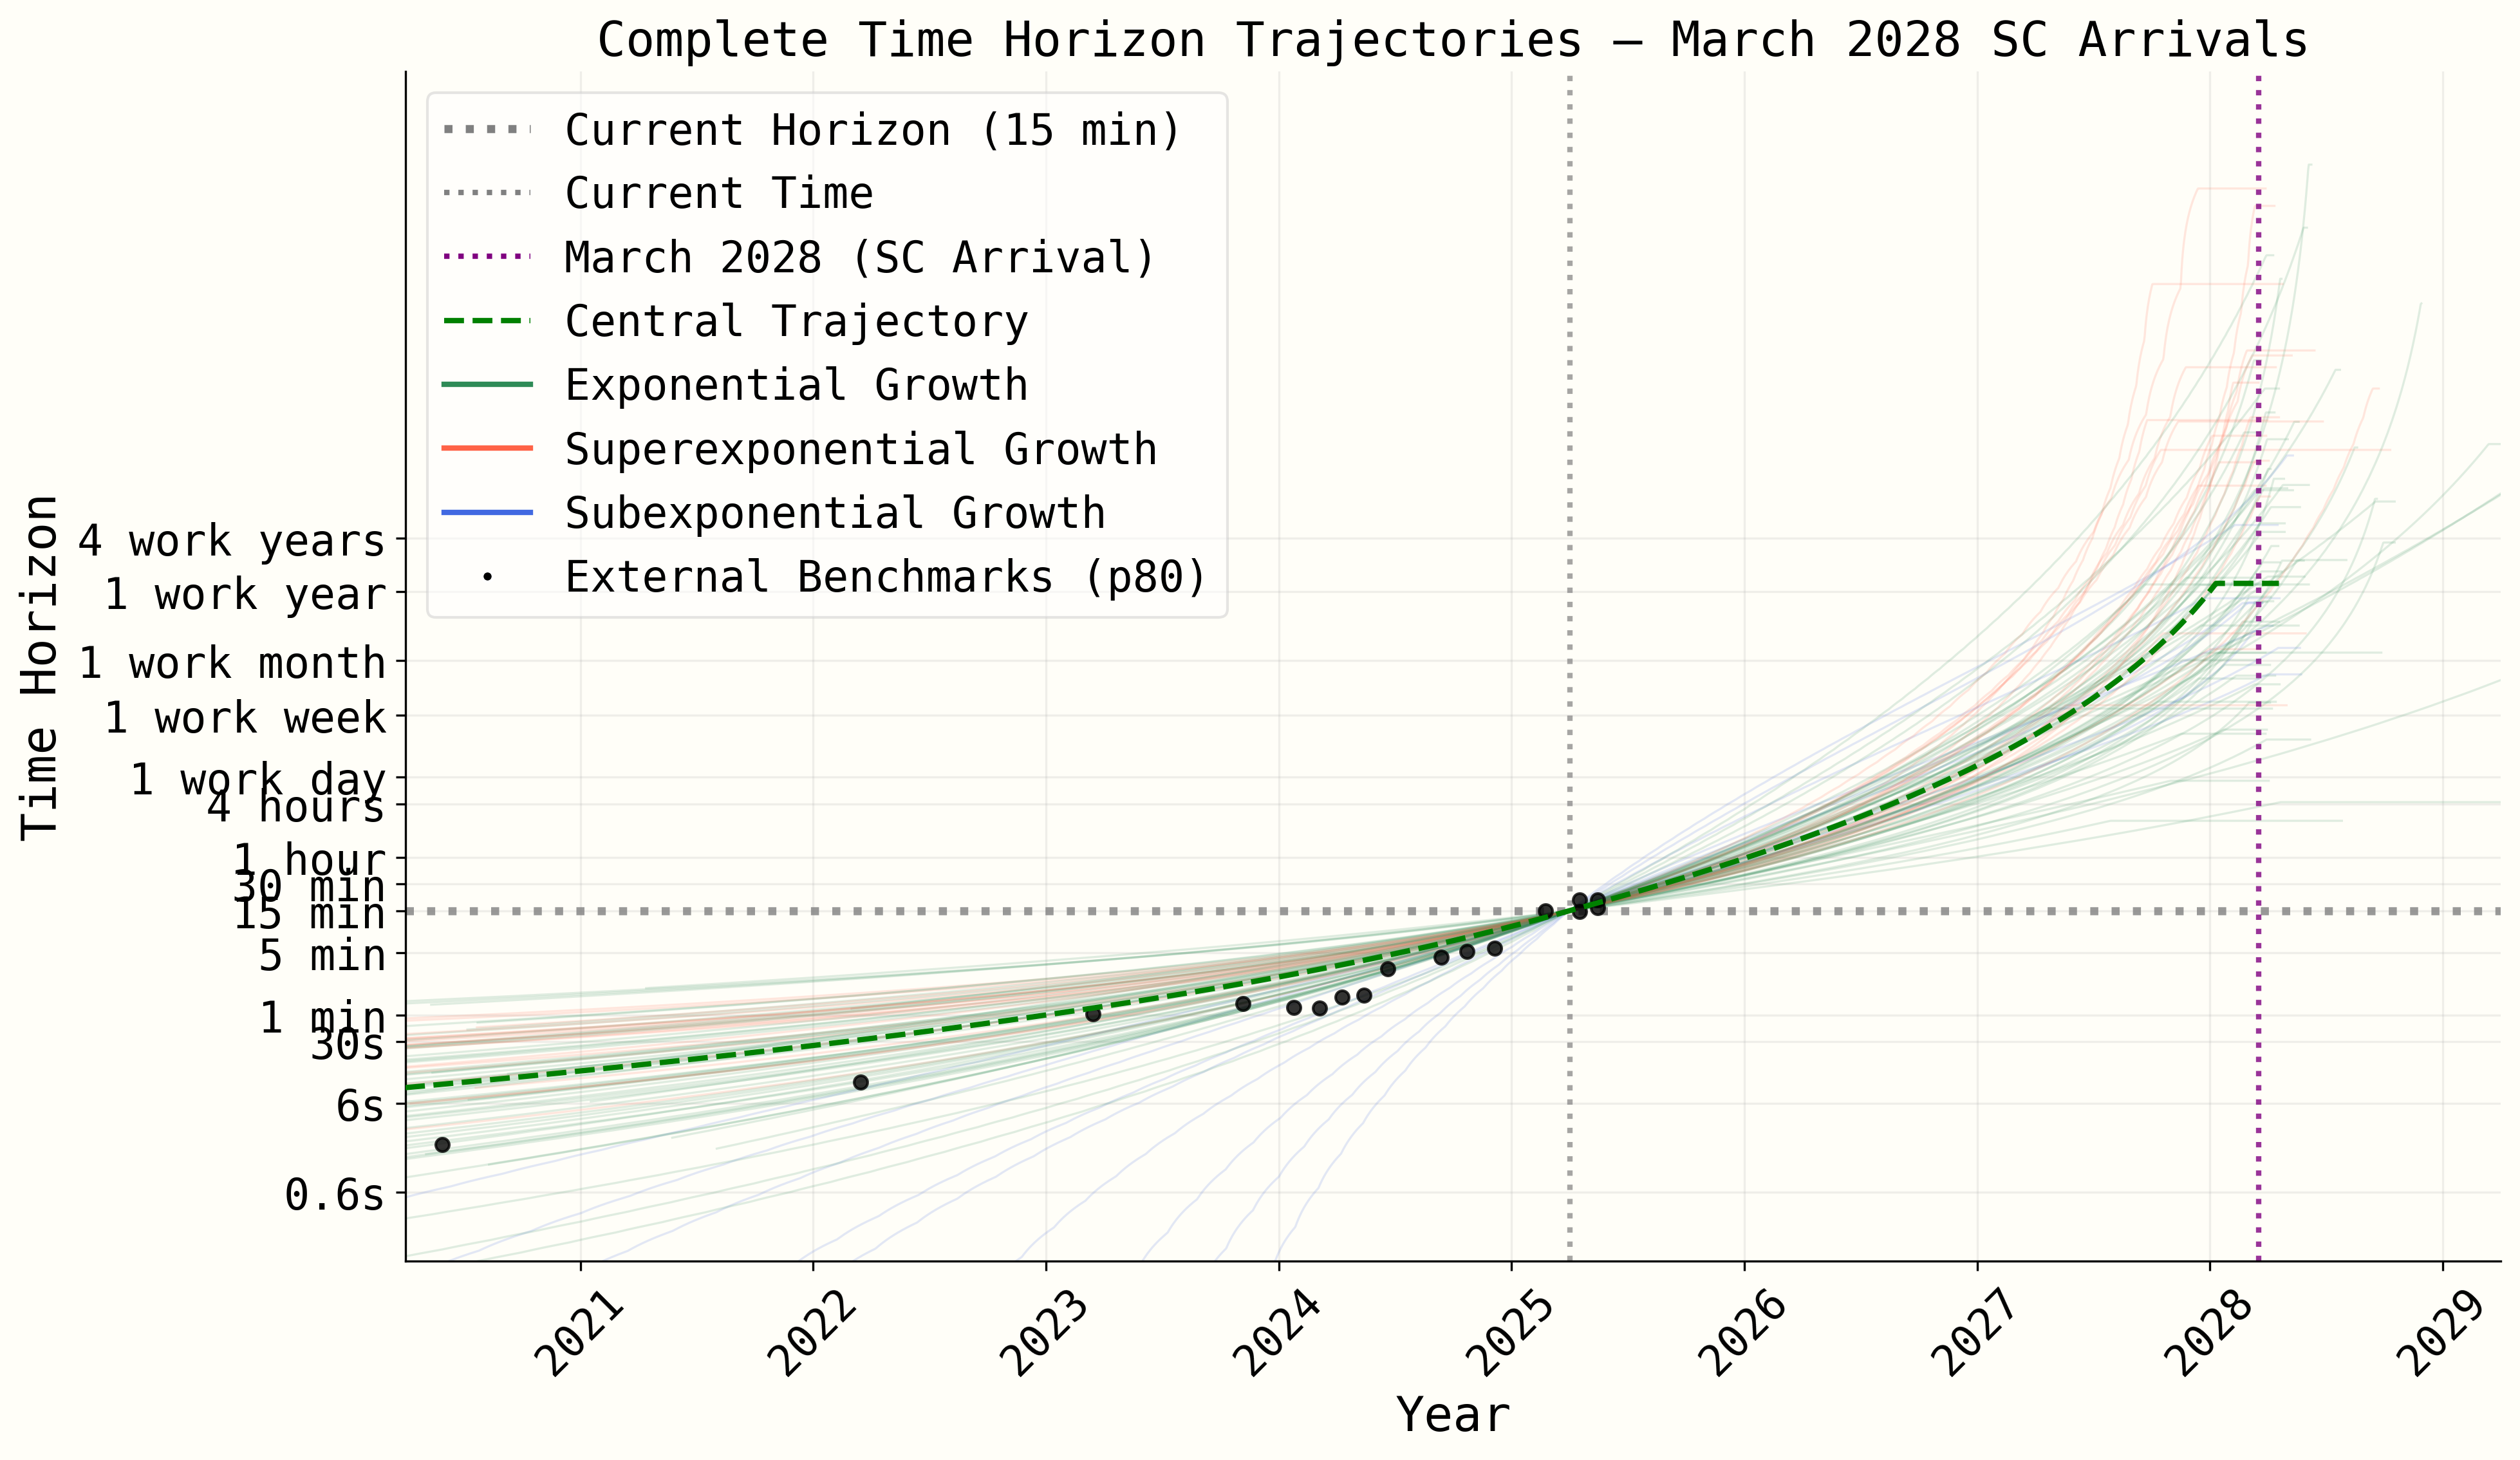 Complete Time Horizon Trajectories — March 2028 SC Arrivals
Current Horizon (15 min)
Current Time
March 2028 (SC Arrival)
Central Trajectory
Exponential Growth
Superexponential Growth
Subexponential Growth
External Benchmarks (p80)
Time Horizon
4 work years
1 work year
1 work month
1 work week
1 work day
4 hours
1 hour
30 min
15 min
5 min
1 min
30s
6s
0.6s
2021
2022
2023
2024
2025
2026
2027
2028
2029
Year